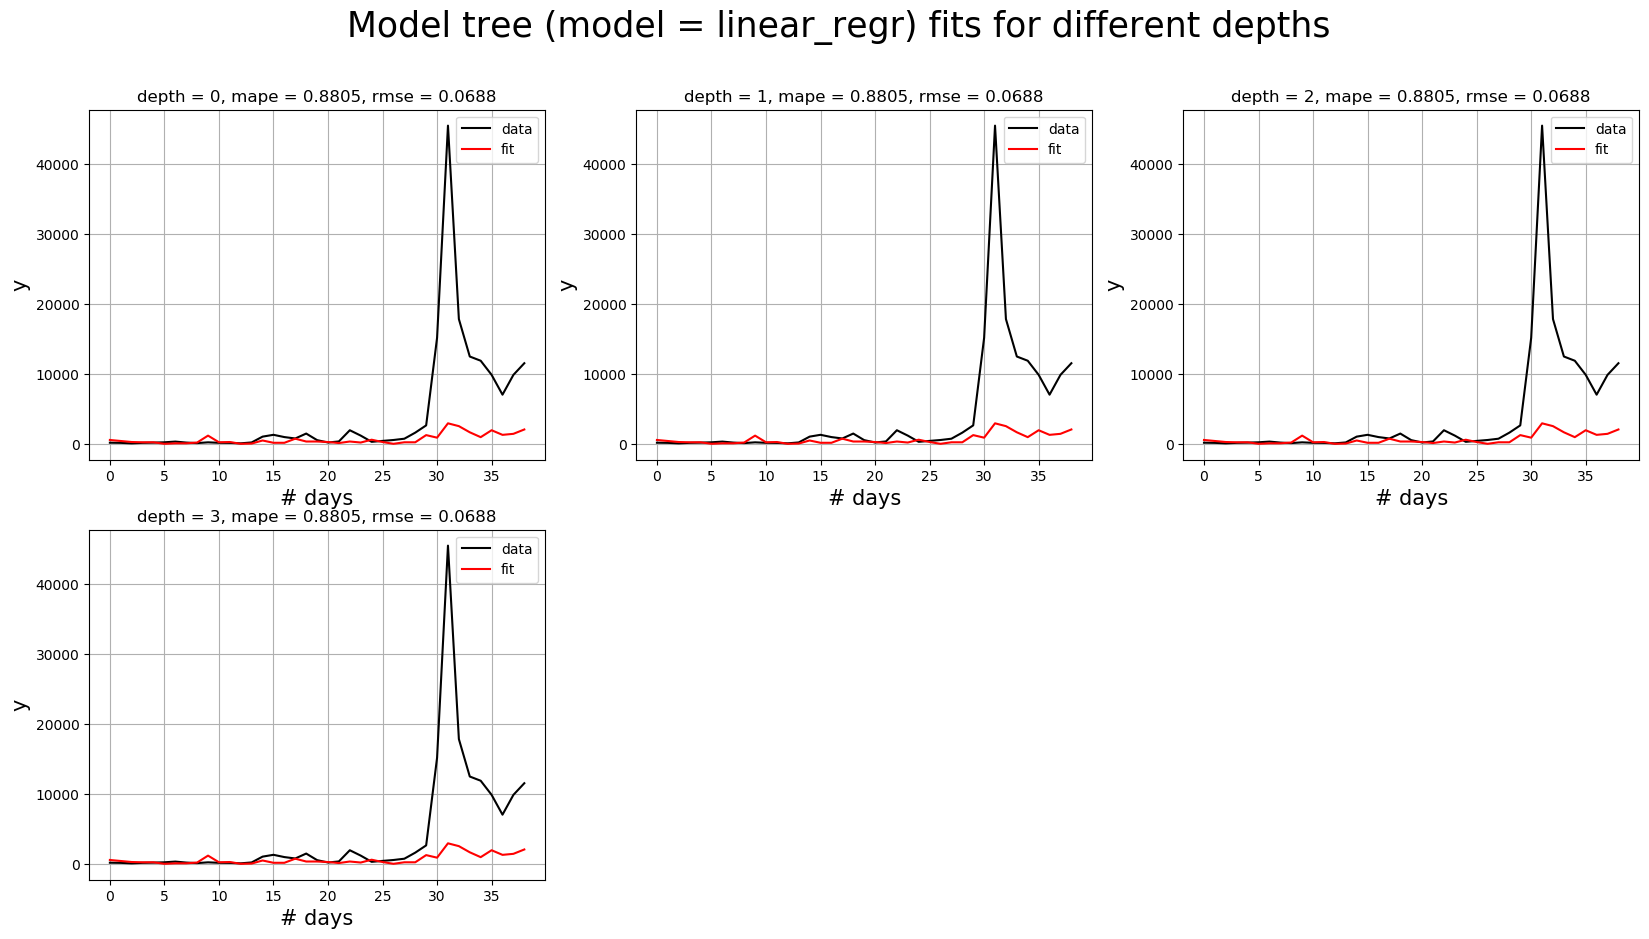 Model tree (model = linear_regr) fits for different depths
depth = 0, mape = 0.8805, rmse = 0.0688
data
fit
40000
30000
20000
10000
0
y
0 5 10 15 20 25 30 35
# days
depth = 1, mape = 0.8805, rmse = 0.0688
data
fit
40000
30000
20000
10000
0
y
0 5 10 15 20 25 30 35
# days
depth = 2, mape = 0.8805, rmse = 0.0688
data
fit
40000
30000
20000
10000
0
y
0 5 10 15 20 25 30 35
# days
depth = 3, mape = 0.8805, rmse = 0.0688
data
fit
40000
30000
20000
10000
0
y
0 5 10 15 20 25 30 35
# days